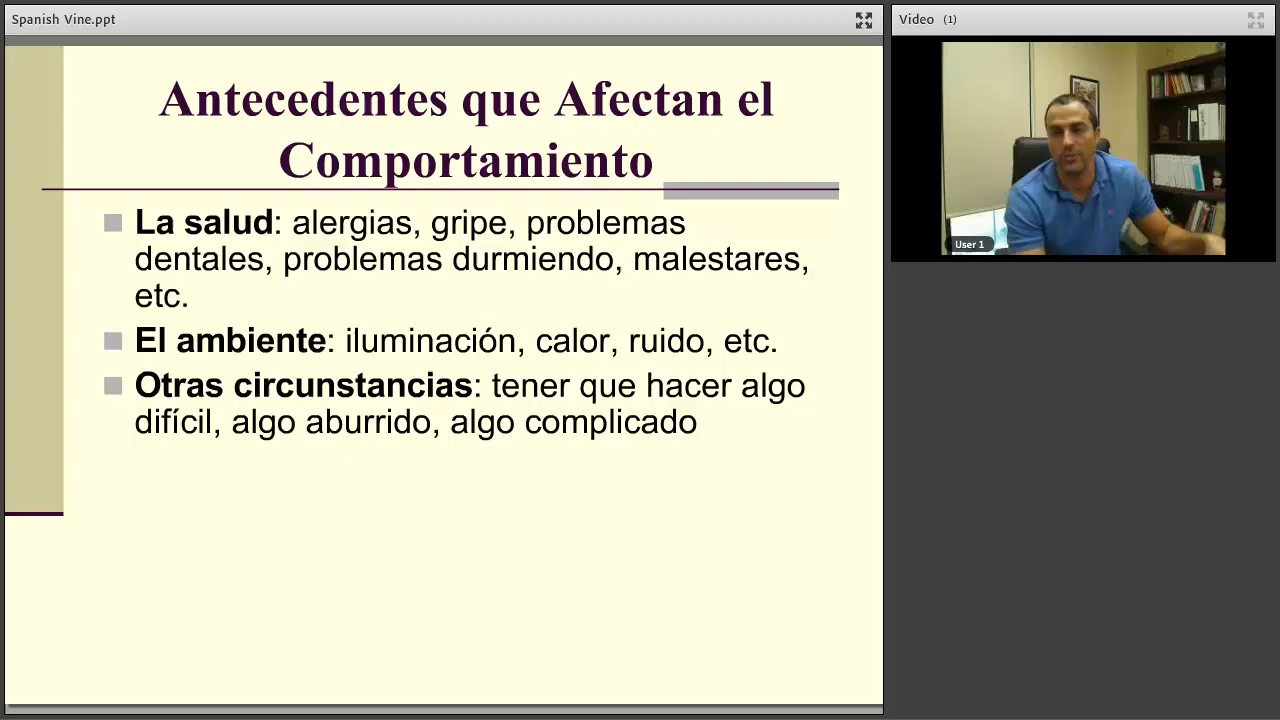 Spanish Vine.ppt
Video (1)
Antecedentes que Afectan el
Comportamiento
La salud: alergias, gripe, problemas
dentales, problemas durmiendo, malestares,
etc.
El ambiente: iluminación, calor, ruido, etc.
Otras circunstancias: tener que hacer algo
difícil, algo aburrido, algo complicado
User 1